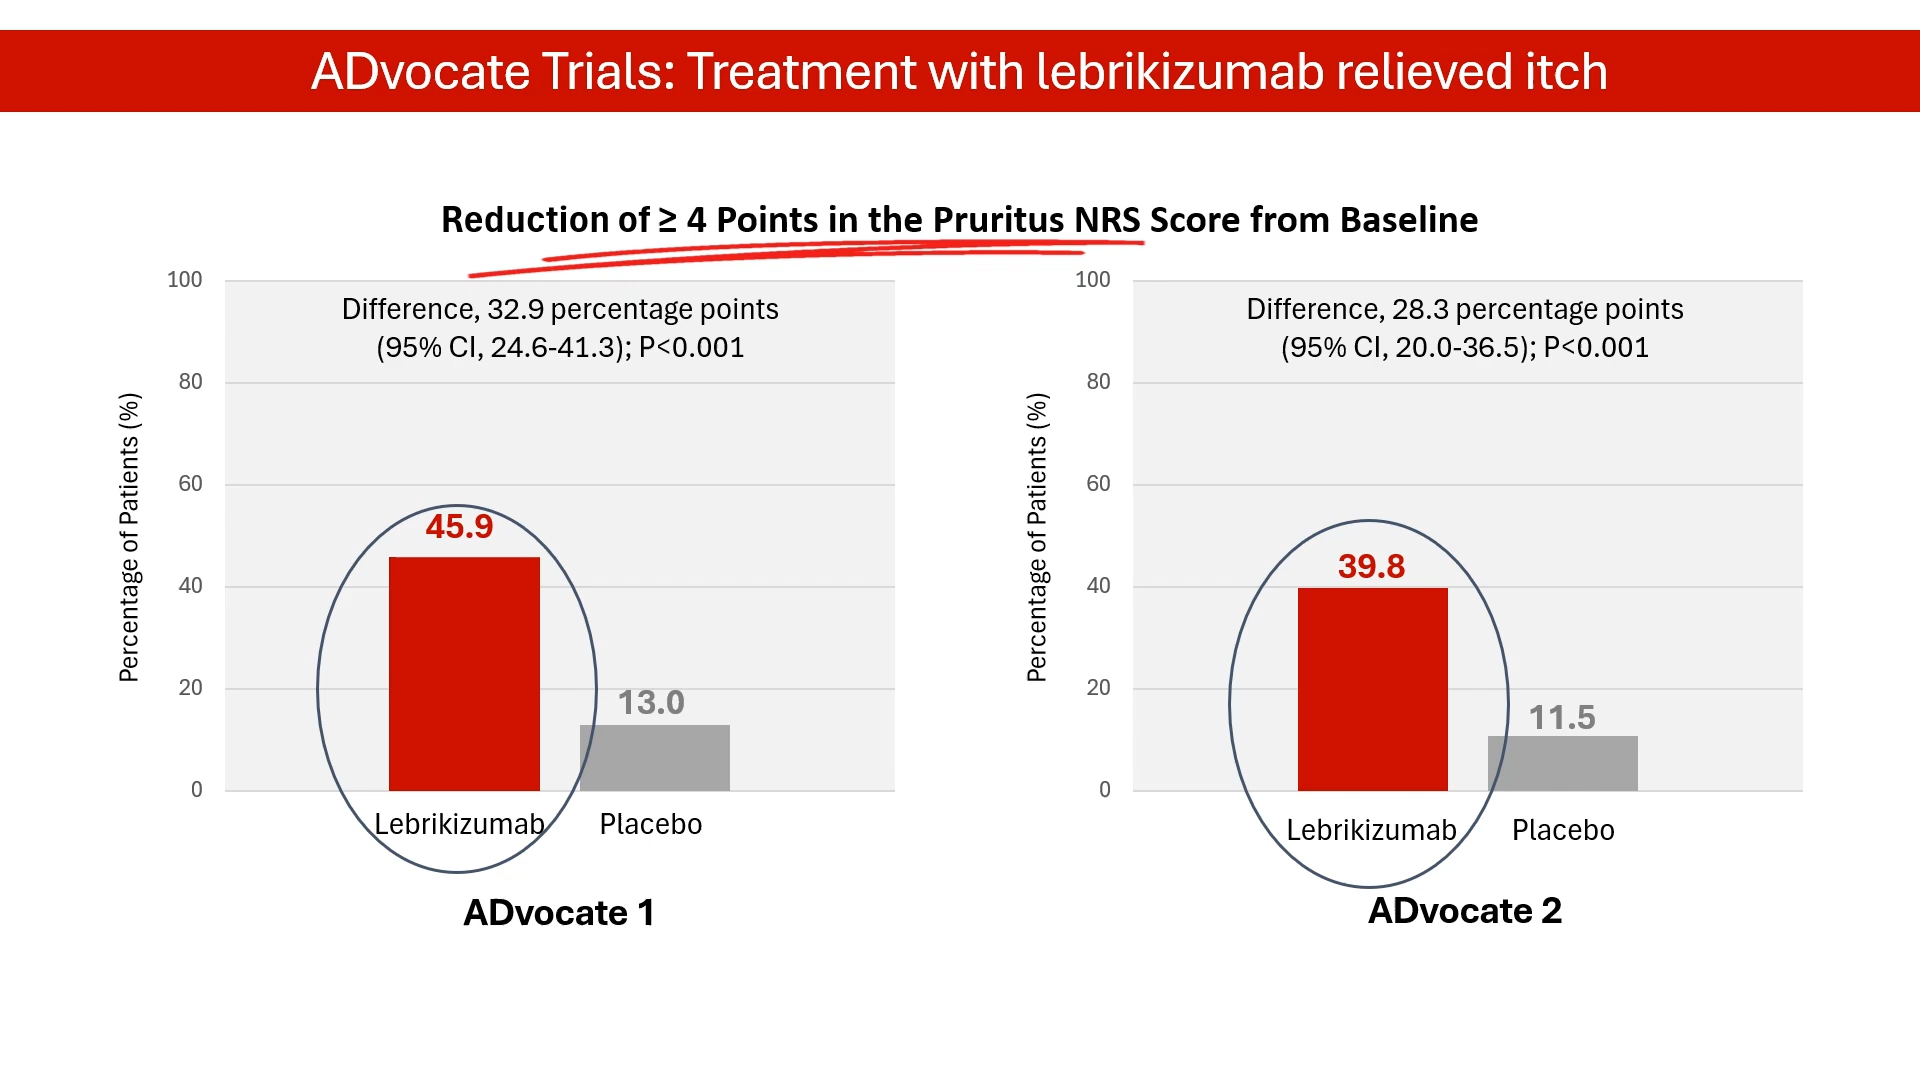 ADvocate Trials: Treatment with lebrikizumab relieved itch
Reduction of ≥ 4 Points in the Pruritus NRS Score from Baseline
Difference, 32.9 percentage points
(95% CI, 24.6-41.3); P<0.001
Percentage of Patients (%)
100
80
60
40
20
0
45.9
13.0
Lebrikizumab
Placebo
ADvocate 1
Difference, 28.3 percentage points
(95% CI, 20.0-36.5); P<0.001
Percentage of Patients (%)
100
80
60
40
20
0
39.8
11.5
Lebrikizumab
Placebo
ADvocate 2